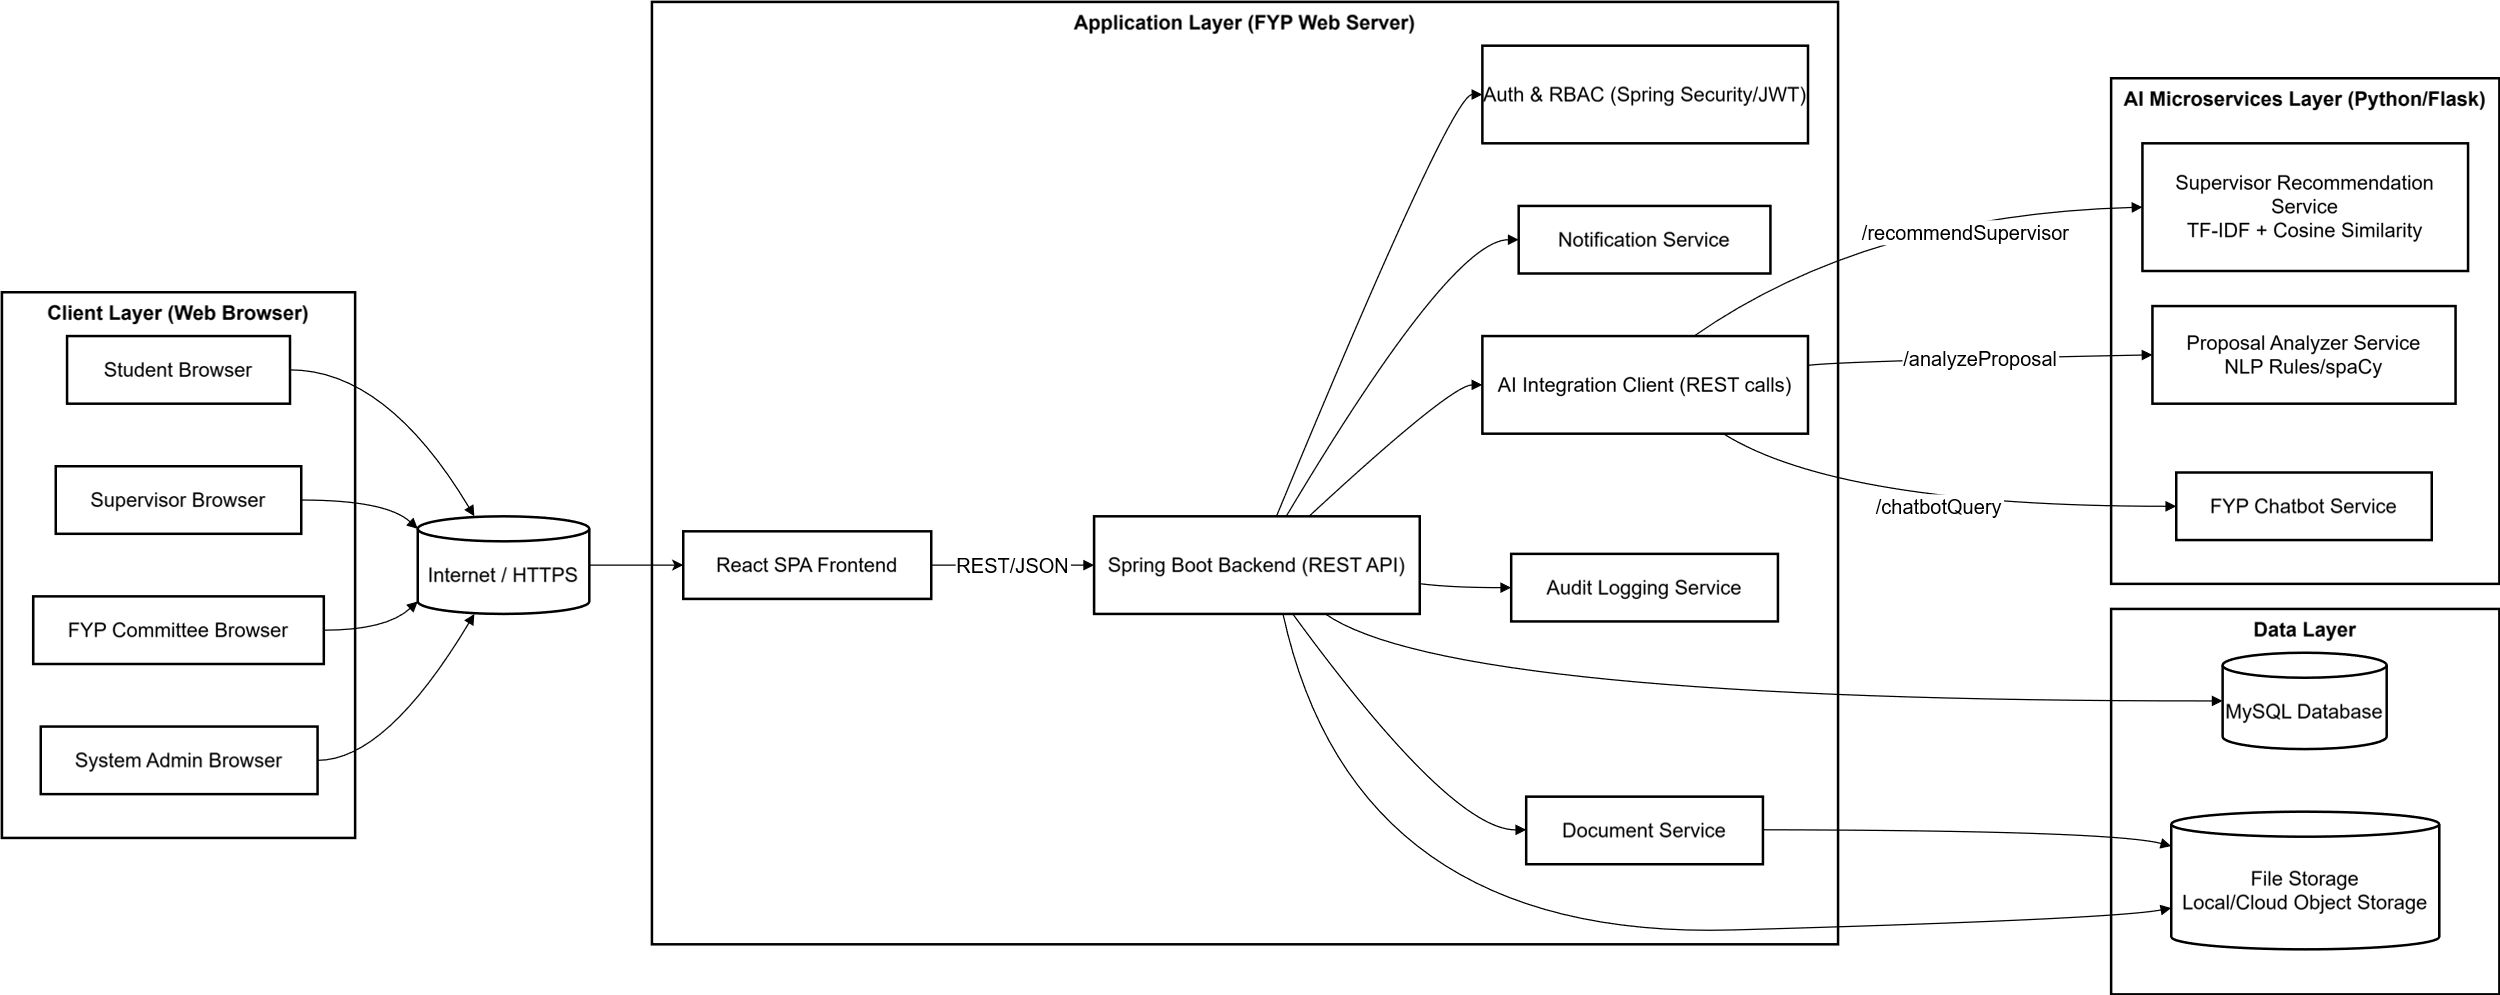 Application Layer (FYP Web Server)
Client Layer (Web Browser)
Student Browser
Supervisor Browser
FYP Committee Browser
System Admin Browser
Internet / HTTPS
React SPA Frontend
REST/JSON
Spring Boot Backend (REST API)
Auth & RBAC (Spring Security/JWT)
Notification Service
AI Integration Client (REST calls)
Audit Logging Service
Document Service
/recommendSupervisor
/analyzeProposal
/chatbotQuery
AI Microservices Layer (Python/Flask)
Supervisor Recommendation
Service
TF-IDF + Cosine Similarity
Proposal Analyzer Service
NLP Rules/spaCy
FYP Chatbot Service
Data Layer
MySQL Database
File Storage
Local/Cloud Object Storage